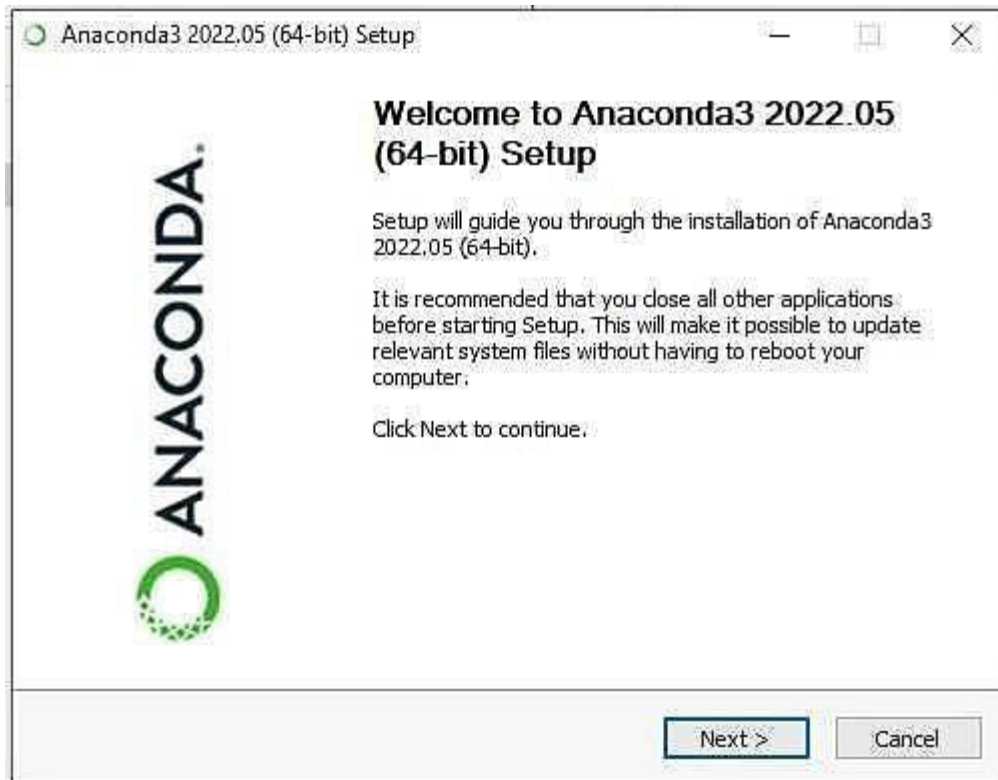 Anaconda3 2022.05 (64-bit) Setup
Welcome to Anaconda3 2022.05
(64-bit) Setup
ANACONDA.
Setup will guide you through the installation of Anaconda3
2022.05 (64-bit).
It is recommended that you close all other applications
before starting Setup. This will make it possible to update
relevant system files without having to reboot your
computer.
Click Next to continue.
Next >
Cancel